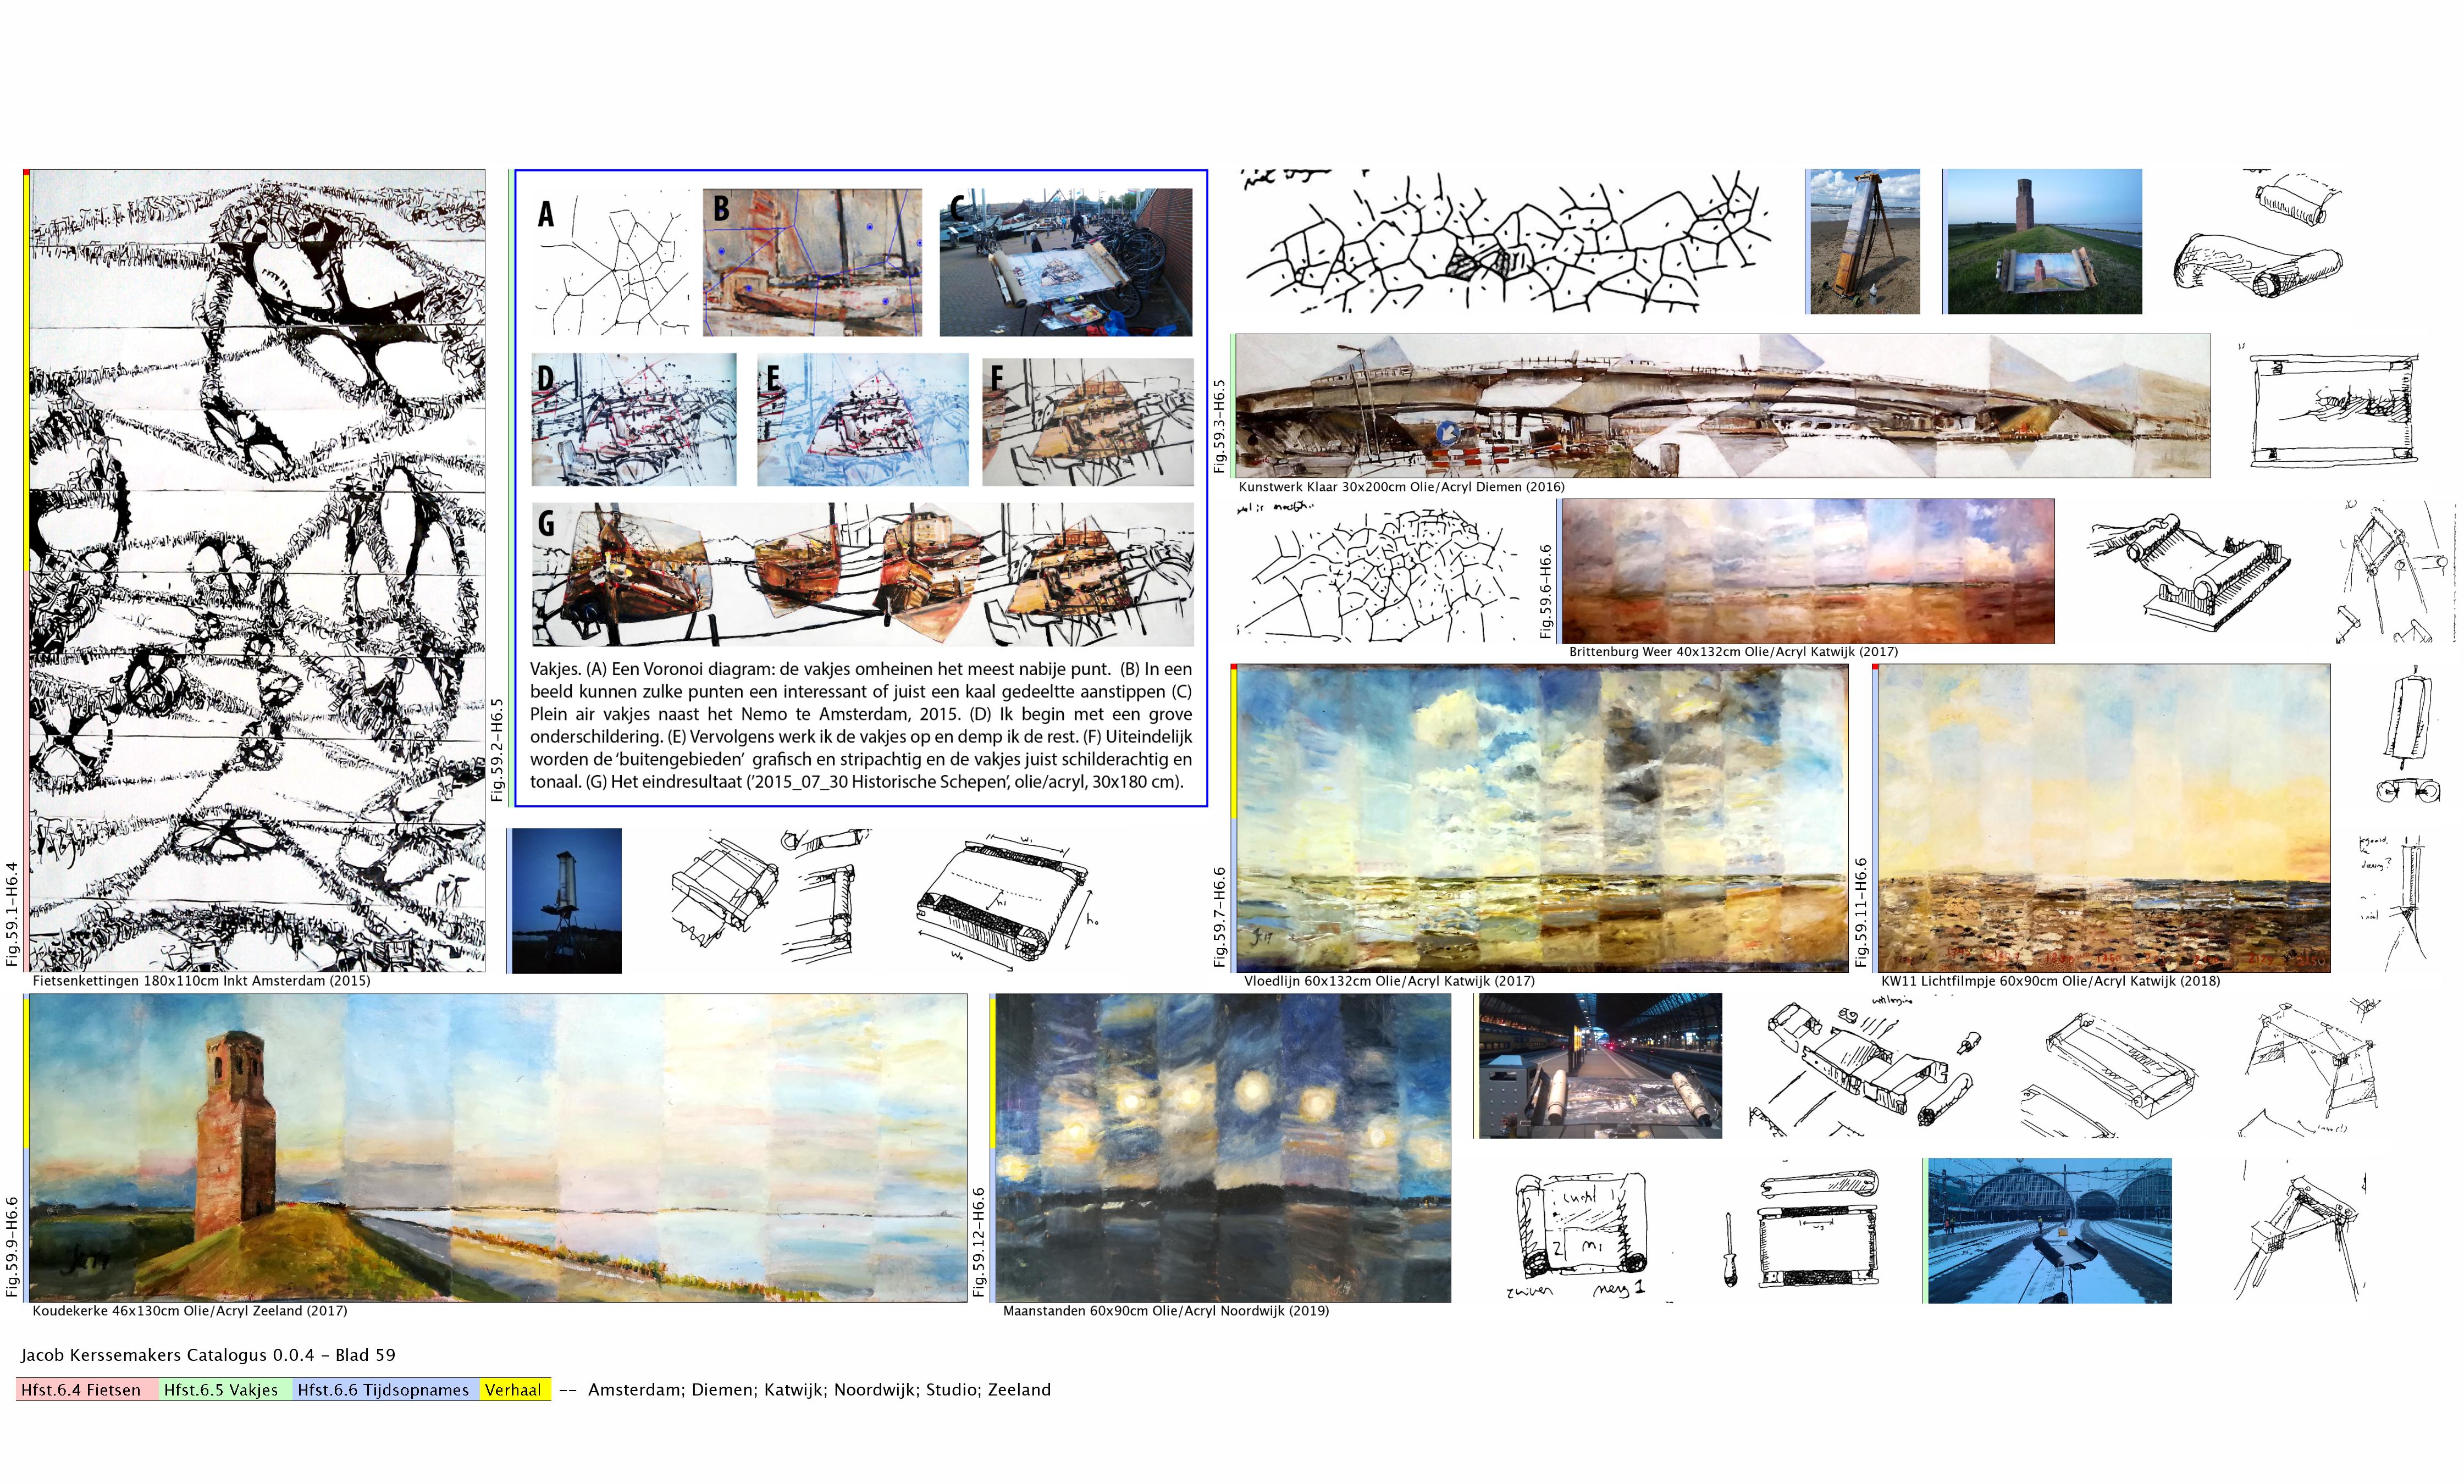 Fig.59.1-H6.4
Fietsenkettingen 180x110cm Inkt Amsterdam (2015)
Fig.59.2-H6.5
A
B
C
D
E
F
G
Vakjes. (A) Een Voronoi diagram: de vakjes omheinen het meest nabije punt. (B) In een
beeld kunnen zulke punten een interessant of juist een kaal gedeeltte aanstippen (C)
Plein air vakjes naast het Nemo te Amsterdam, 2015. (D) Ik begin met een grove
onderschildering. (E) Vervolgens werk ik de vakjes op en demp ik de rest. (F) Uiteindelijk
worden de ‘buitengebieden’ grafisch en stripachtig en de vakjes juist schilderachtig en
tonaal. (G) Het eindresultaat (’2015_07_30 Historische Schepen’, olie/acryl, 30x180 cm).
Fig.59.3-H6.5
Kunstwerk Klaar 30x200cm Olie/Acryl Diemen (2016)
Fig.59.6-H6.6
Brittenburg Weer 40x132cm Olie/Acryl Katwijk (2017)
Fig.59.7-H6.6
Vloedlijn 60x132cm Olie/Acryl Katwijk (2017)
Fig.59.11-H6.6
KW11 Lichtfilmpje 60x90cm Olie/Acryl Katwijk (2018)
Fig.59.9-H6.6
Koudekerke 46x130cm Olie/Acryl Zeeland (2017)
Fig.59.12-H6.6
Maanstanden 60x90cm Olie/Acryl Noordwijk (2019)
Lucht 1
2 m1
Jacob Kerssemakers Catalogus 0.0.4 - Blad 59
Hfst.6.4 Fietsen Hfst.6.5 Vakjes Hfst.6.6 Tijdsopnames Verhaal -- Amsterdam; Diemen; Katwijk; Noordwijk; Studio; Zeeland